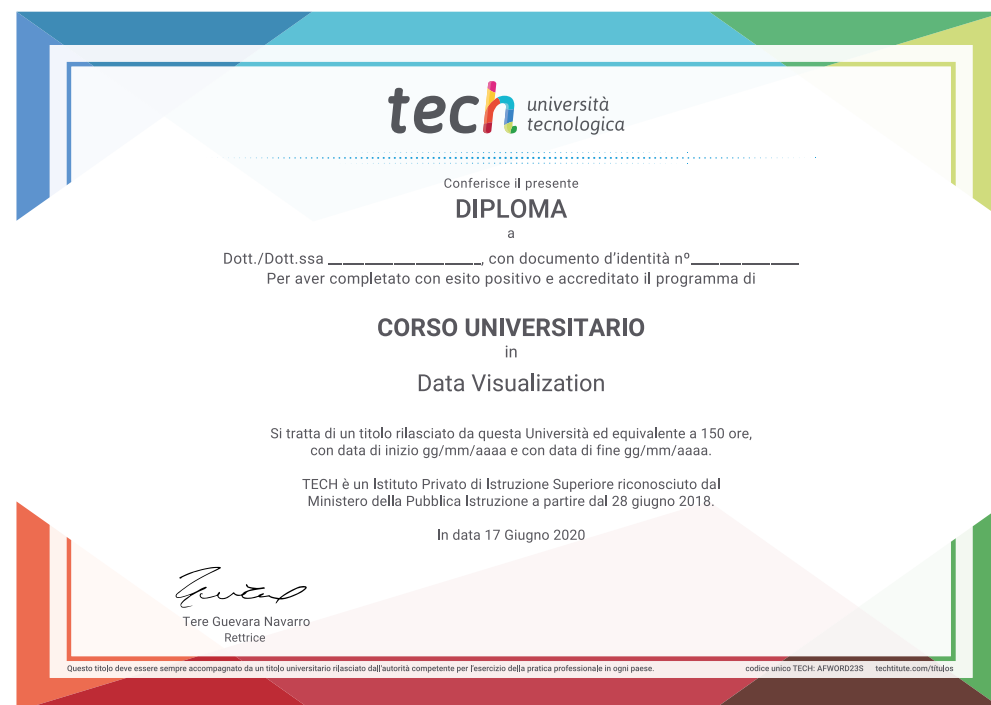 tech università
tecnologica
Conferisce il presente
DIPLOMA
a
Dott./Dott.ssa ____________________, con documento d'identità nº______________
Per aver completato con esito positivo e accreditato il programma di
CORSO UNIVERSITARIO
in
Data Visualization
Si tratta di un titolo rilasciato da questa Università ed equivalente a 150 ore,
con data di inizio gg/mm/aaaa e con data di fine gg/mm/aaaa.
TECH è un Istituto Privato di Istruzione Superiore riconosciuto dal
Ministero della Pubblica Istruzione a partire dal 28 giugno 2018.
In data 17 Giugno 2020
Tere Guevara Navarro
Rettrice
Questo titolo deve essere sempre accompagnato da un titolo universitario rilasciato dall'autorità competente per l'esercizio della pratica professionale in ogni paese. codice unico TECH: AFWORD23S techtitute.com/títulos